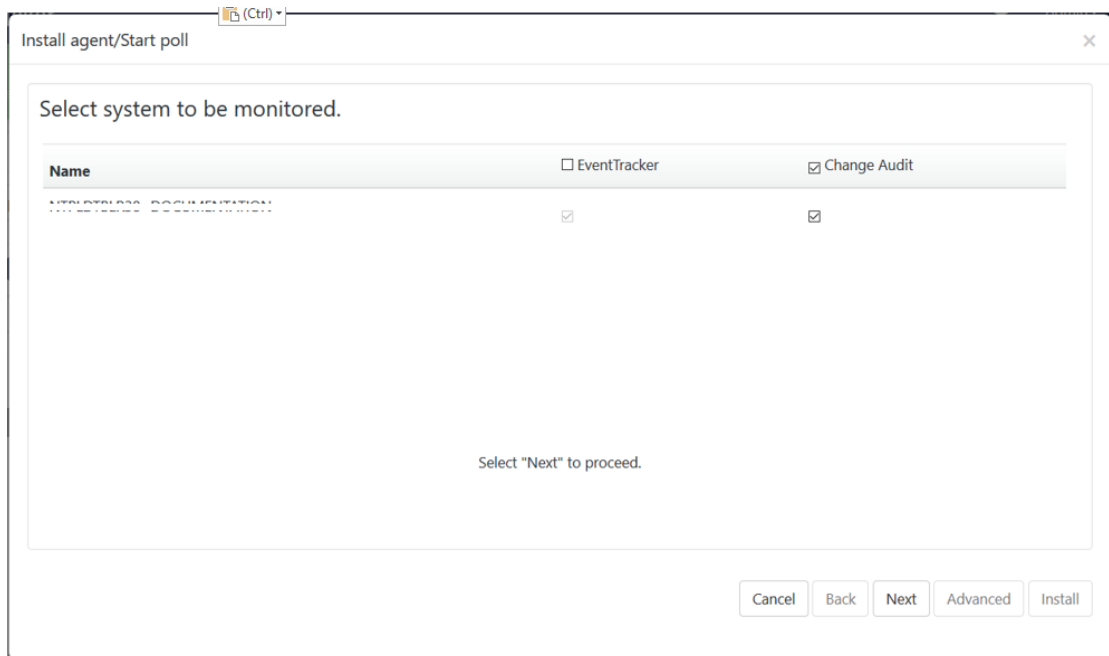 (Ctrl)
Install agent/Start poll
Select system to be monitored.
Name EventTracker Change Audit
Select "Next" to proceed.
Cancel Back Next Advanced Install